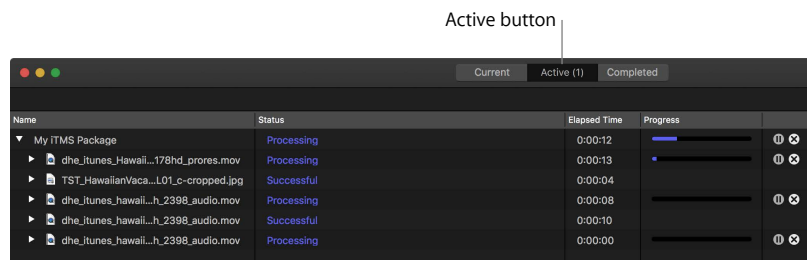 Active button
Current Active (1) Completed
Name Status Elapsed Time Progress
My iTMS Package Processing 0:00:12
dhe_itunes_Hawaii...178hd_prores.mov Processing 0:00:13
TST_HawaiianVaca...L01_c-cropped.jpg Successful 0:00:04
dhe_itunes_hawaii...h_2398_audio.mov Processing 0:00:08
dhe_itunes_hawaii...h_2398_audio.mov Successful 0:00:10
dhe_itunes_hawaii...h_2398_audio.mov Processing 0:00:00